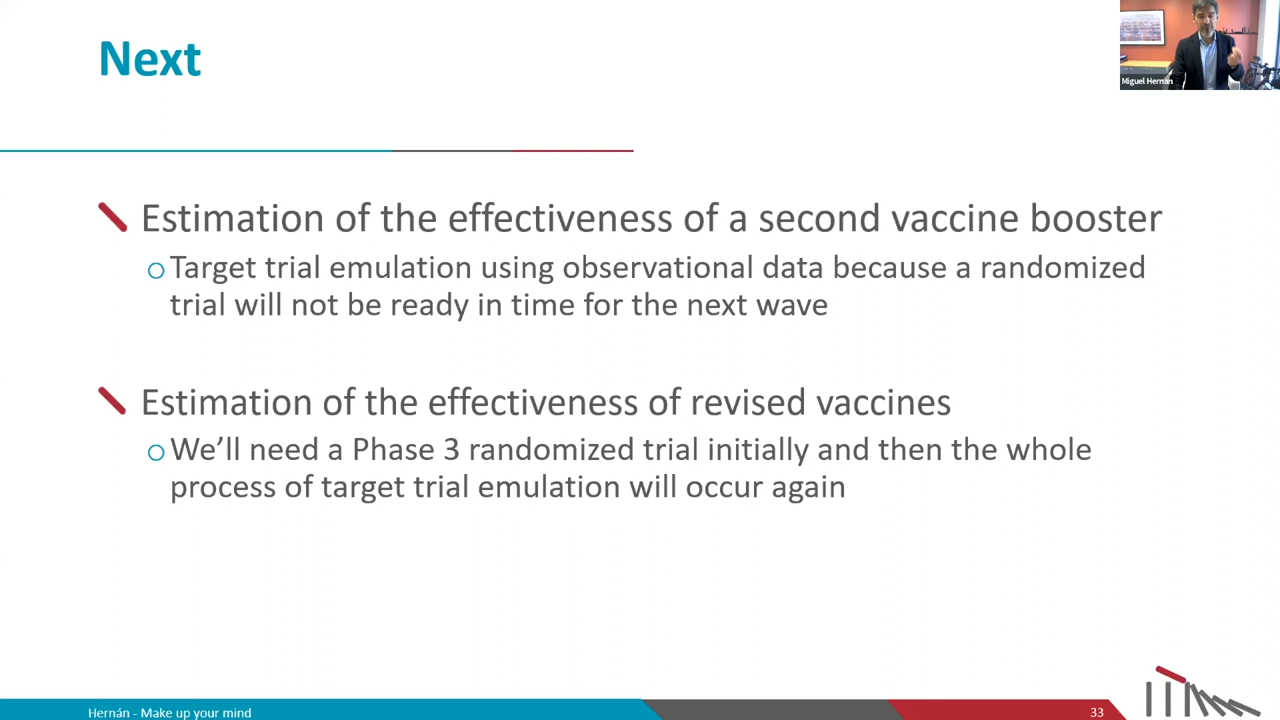 Next
Miguel Hernan
Estimation of the effectiveness of a second vaccine booster
Target trial emulation using observational data because a randomized
trial will not be ready in time for the next wave
Estimation of the effectiveness of revised vaccines
We’ll need a Phase 3 randomized trial initially and then the whole
process of target trial emulation will occur again
Hernán - Make up your mind
33